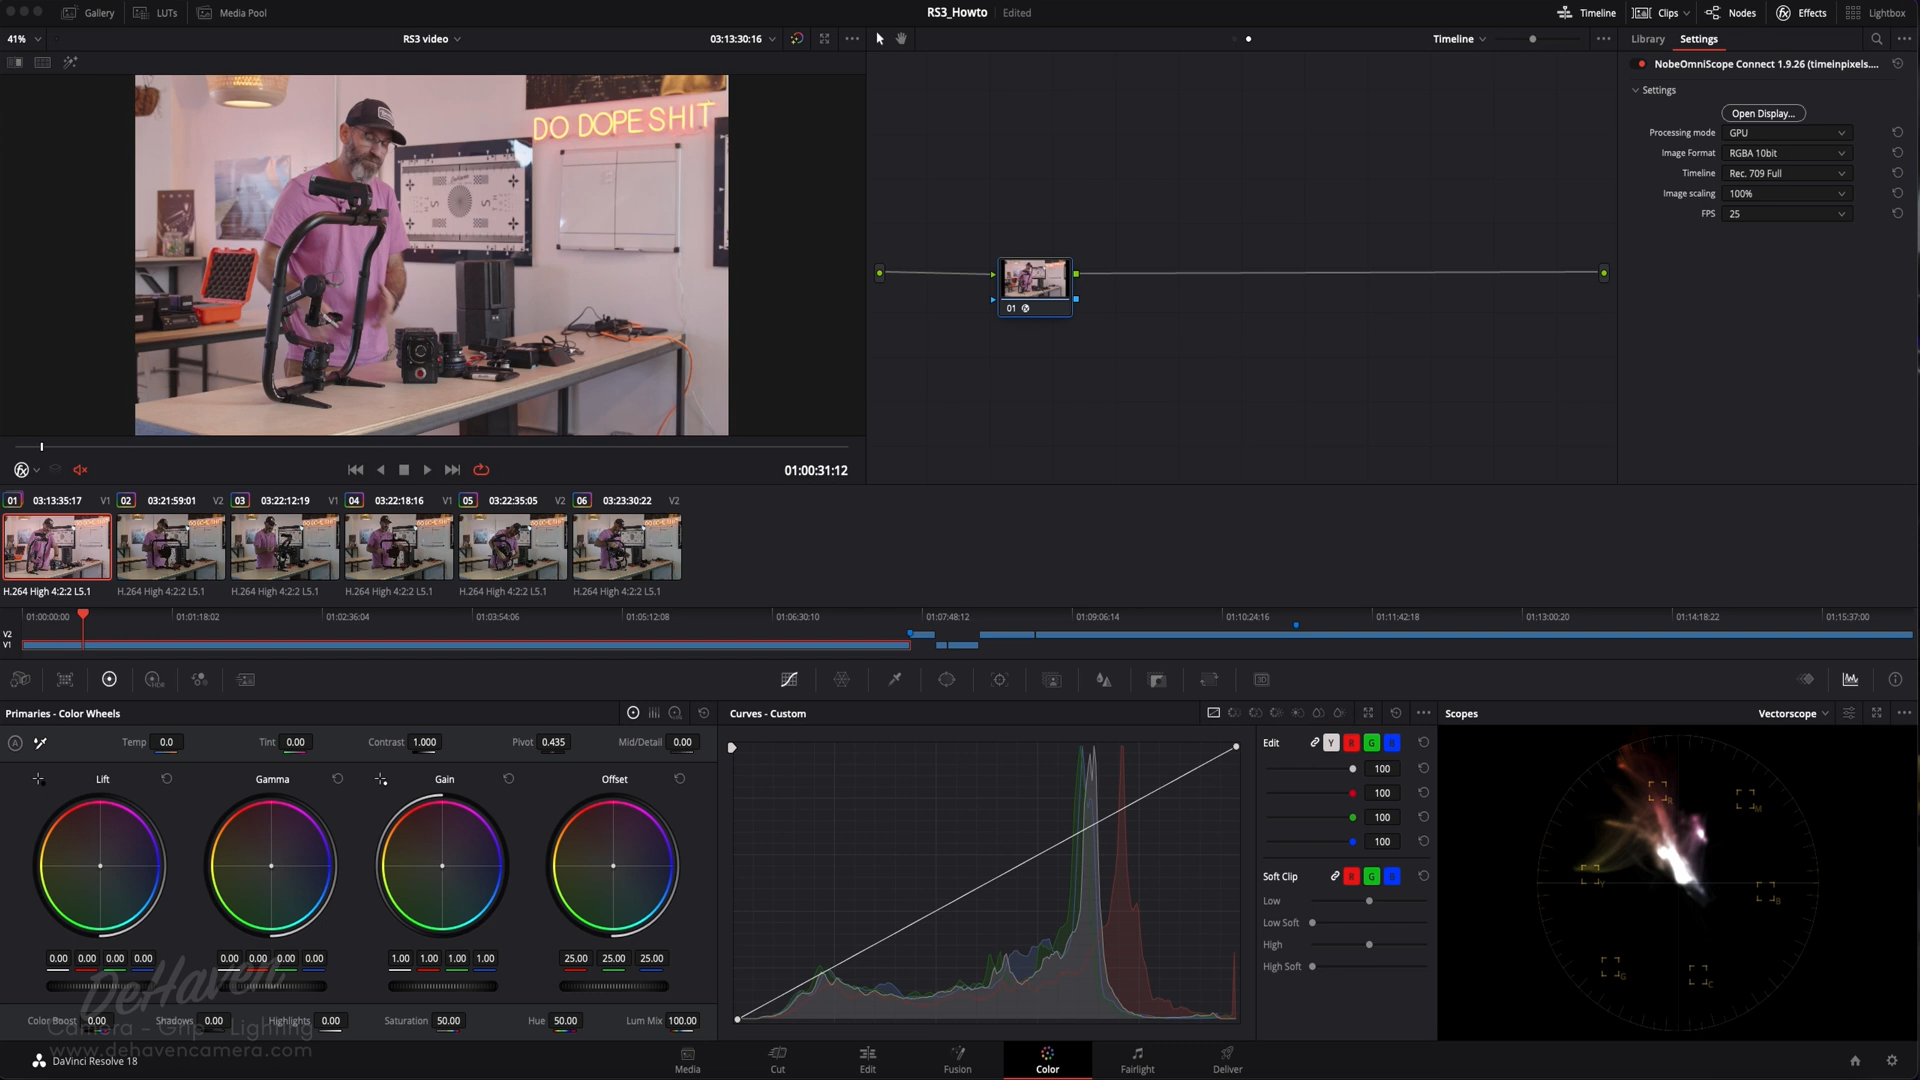 Gallery LUTs Media Pool RS3_Howto Edited Timeline Clips Nodes Effects Lightbox
41% RS3 video 03:13:30:16 Timeline Library Settings
DO DOPE SHIT
NobeOmniScope Connect 1.9.26 (timeinpixels....
Settings
Open Display...
Processing mode GPU
Image Format RGBA 10bit
Timeline Rec. 709 Full
Image scaling 100%
FPS 25
01
01:00:31:12
01 03:13:35:17 V1 02 03:21:59:01 V2 03 03:22:12:19 V1 04 03:22:18:16 V1 05 03:22:35:05 V2 06 03:23:30:22 V2
H.264 High 4:2:2 L5.1 H.264 High 4:2:2 L5.1 H.264 High 4:2:2 L5.1 H.264 High 4:2:2 L5.1 H.264 High 4:2:2 L5.1 H.264 High 4:2:2 L5.1
01:00:00:00 01:01:18:02 01:02:36:04 01:03:54:06 01:05:12:08 01:06:30:10 01:07:48:12 01:09:06:14 01:10:24:16 01:11:42:18 01:13:00:20 01:14:18:22 01:15:37:00
V2
V1
Primaries - Color Wheels Curves - Custom Scopes Vectorscope
Temp 0.0 Tint 0.00 Contrast 1.000 Pivot 0.435 Mid/Detail 0.00
Lift Gamma Gain Offset
0.00 0.00 0.00 0.00 0.00 0.00 0.00 0.00 1.00 1.00 1.00 1.00 25.00 25.00 25.00
Color Boost 0.00 Shadows 0.00 Highlights 0.00 Saturation 50.00 Hue 50.00 Lum Mix 100.00
Edit Y R G B
100
100
100
100
Soft Clip R G B
Low
Low Soft
High
High Soft
R
M
Y
B
G
C
DeHaven
Camera - Grip - Lighting
www.dehavencamera.com
DaVinci Resolve 18
Media Cut Edit Fusion Color Fairlight Deliver